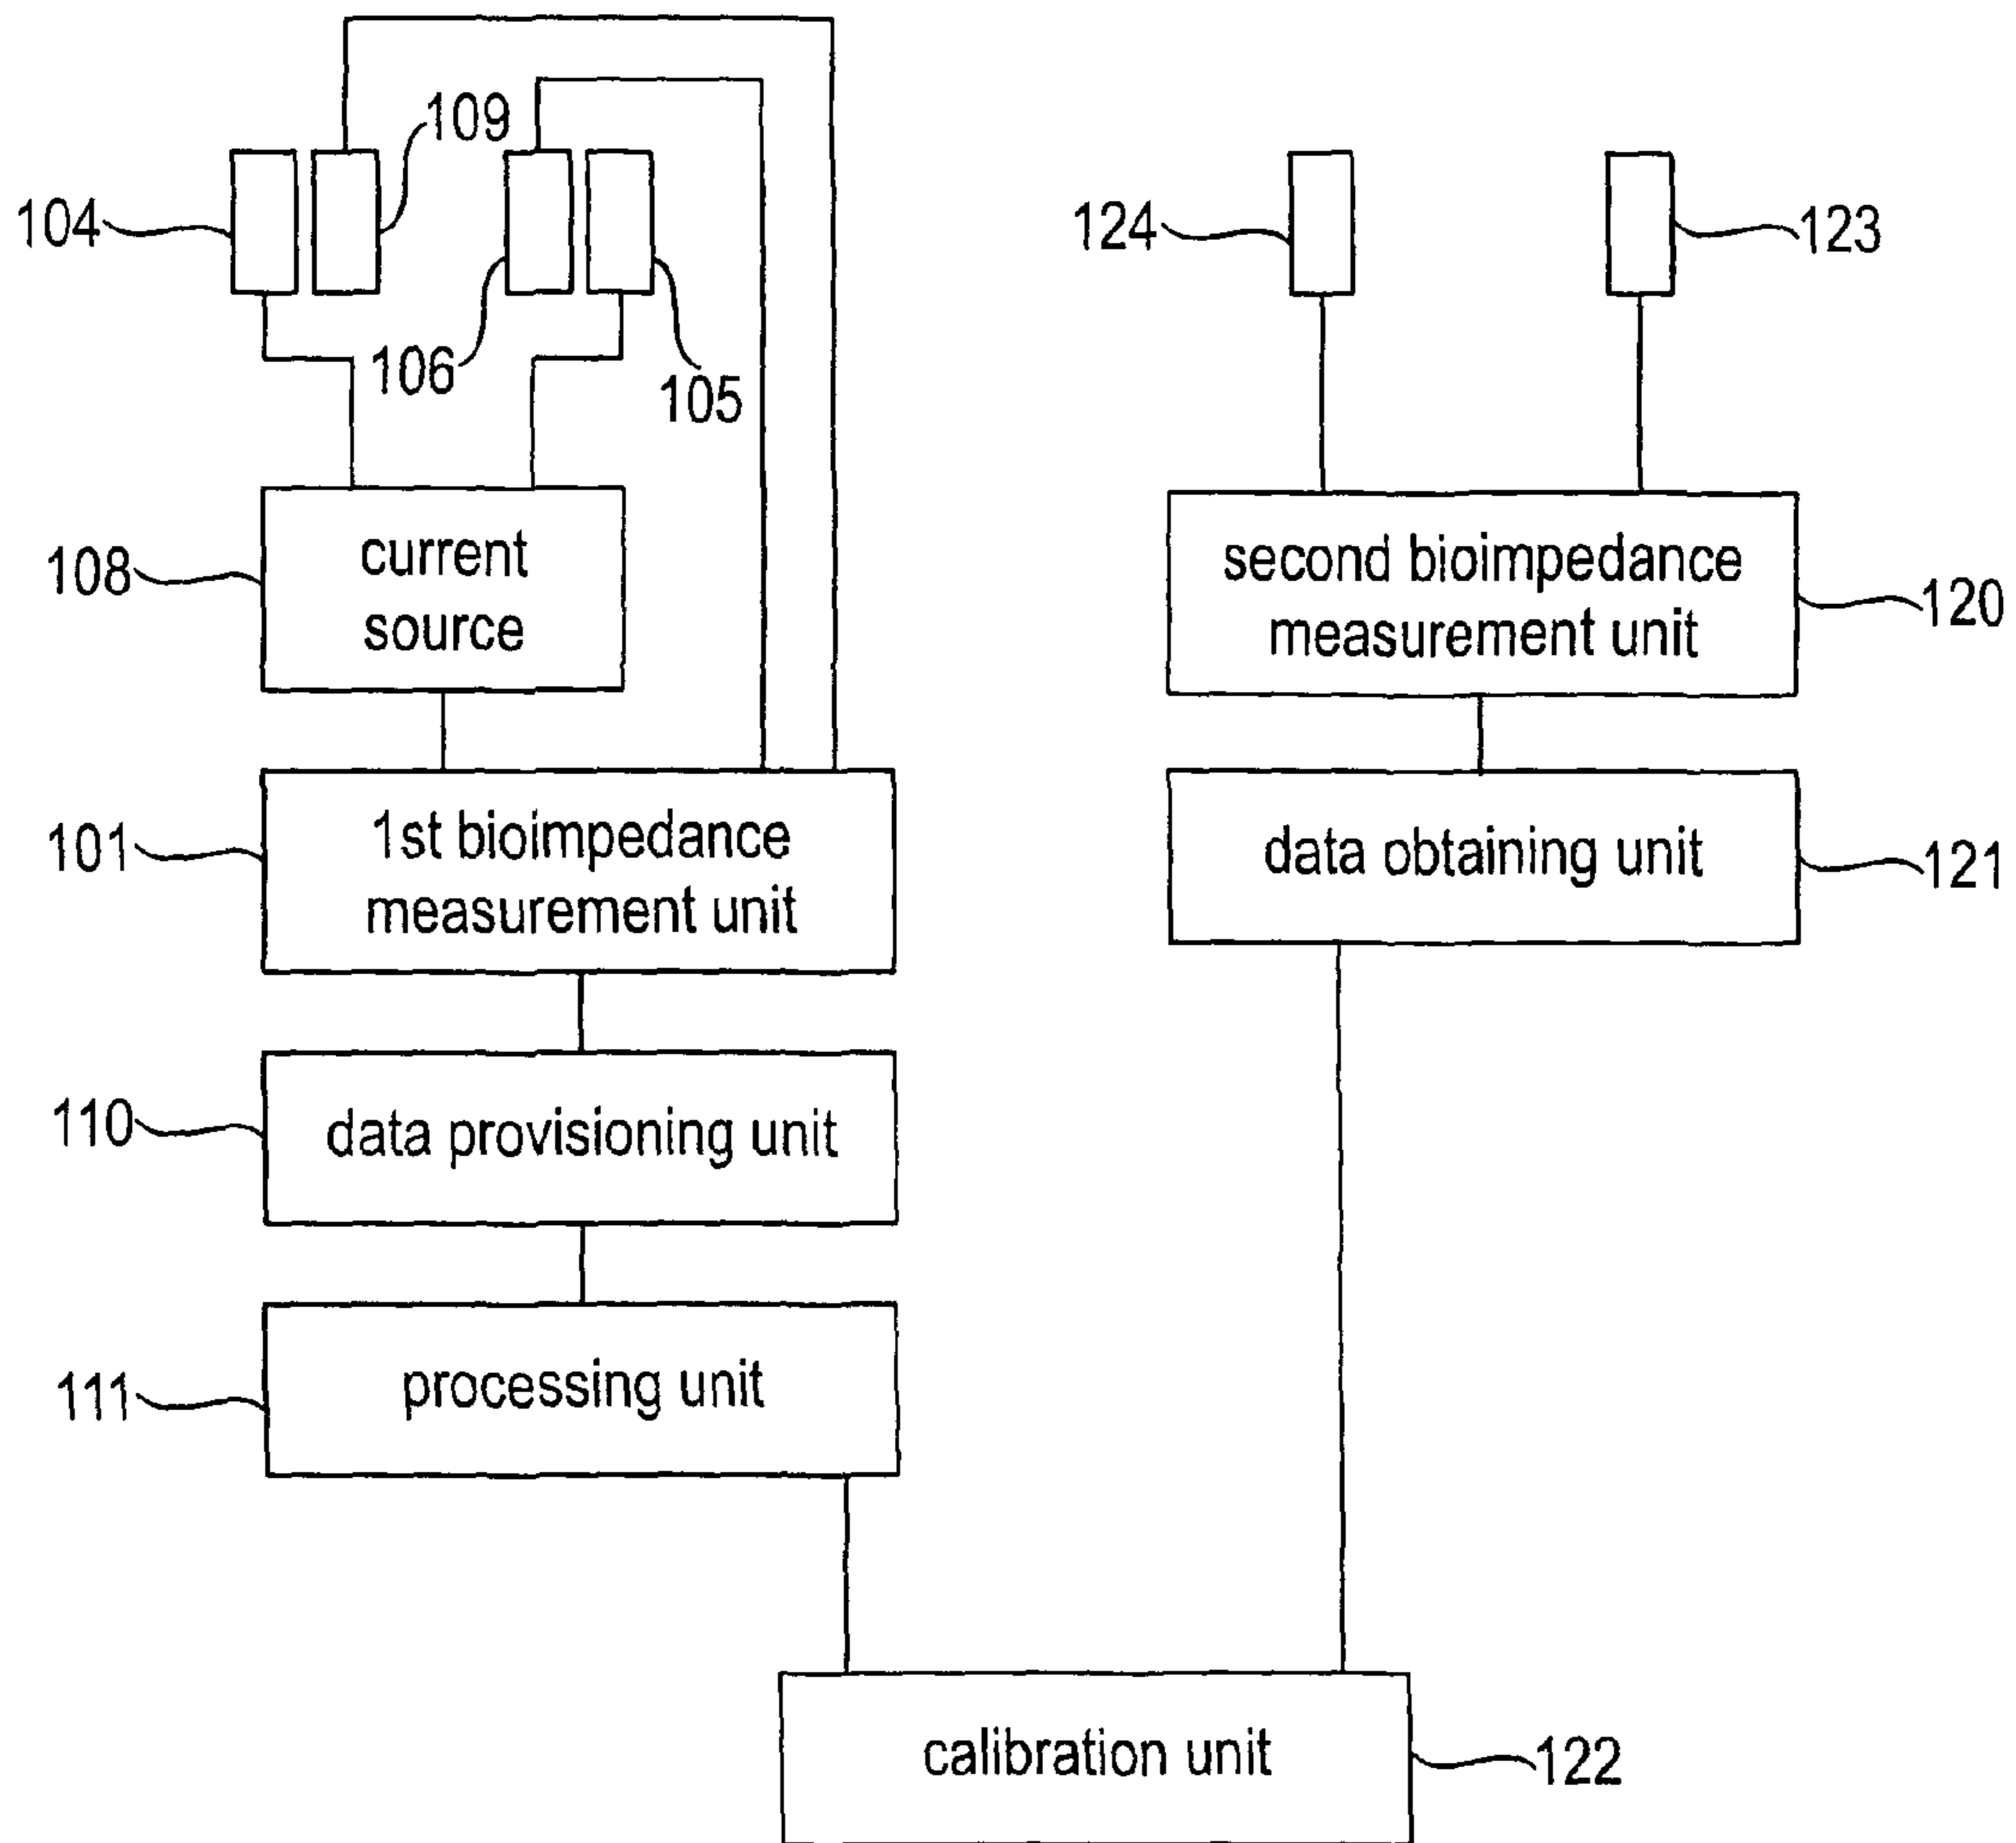 109
104
106
105
124
123
108
current
source
second bioimpedance
measurement unit
120
101
1st bioimpedance
measurement unit
data obtaining unit
121
110
data provisioning unit
111
processing unit
calibration unit
122